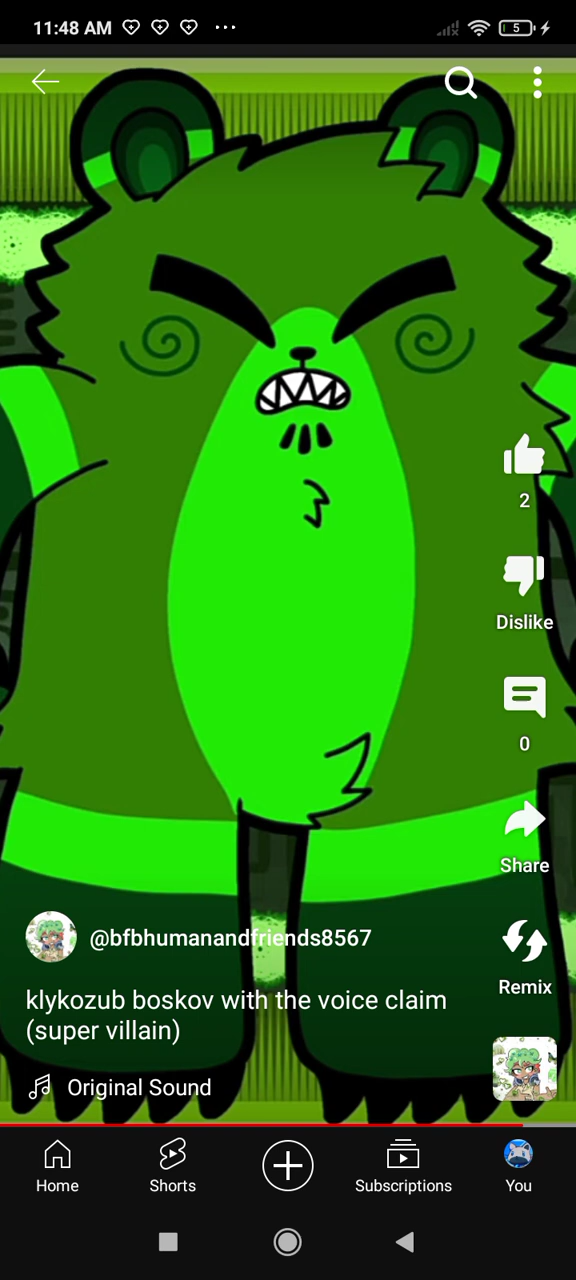 11:48 AM
5
2
Dislike
0
Share
@bfbhumanandfriends8567
Remix
klykozub boskov with the voice claim
(super villain)
Original Sound
Home
Shorts
Subscriptions
You